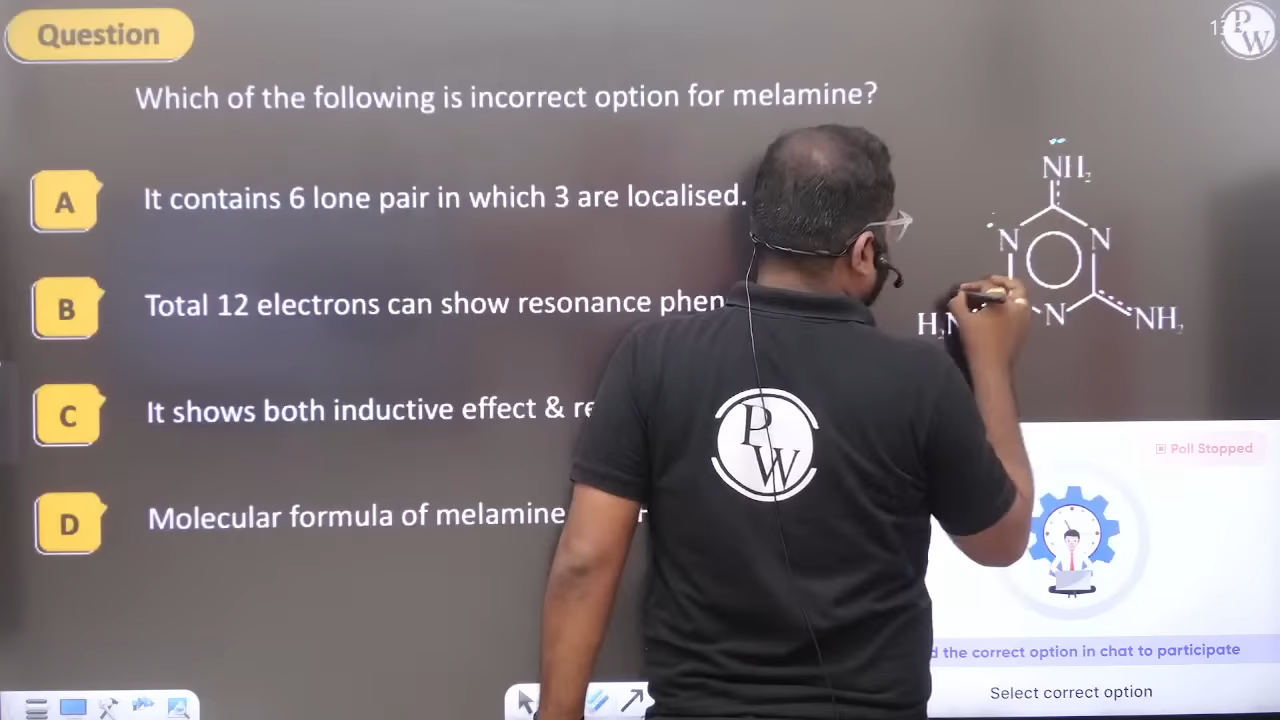 Question
Which of the following is incorrect option for melamine?
A
It contains 6 lone pair in which 3 are localised.
B
Total 12 electrons can show resonance
C
It shows both inductive effect &
D
Molecular formula of melamine
NH₂
N
N
N
NH₂
PW
PW
Poll Stopped
the correct option in chat to participate
Select correct option